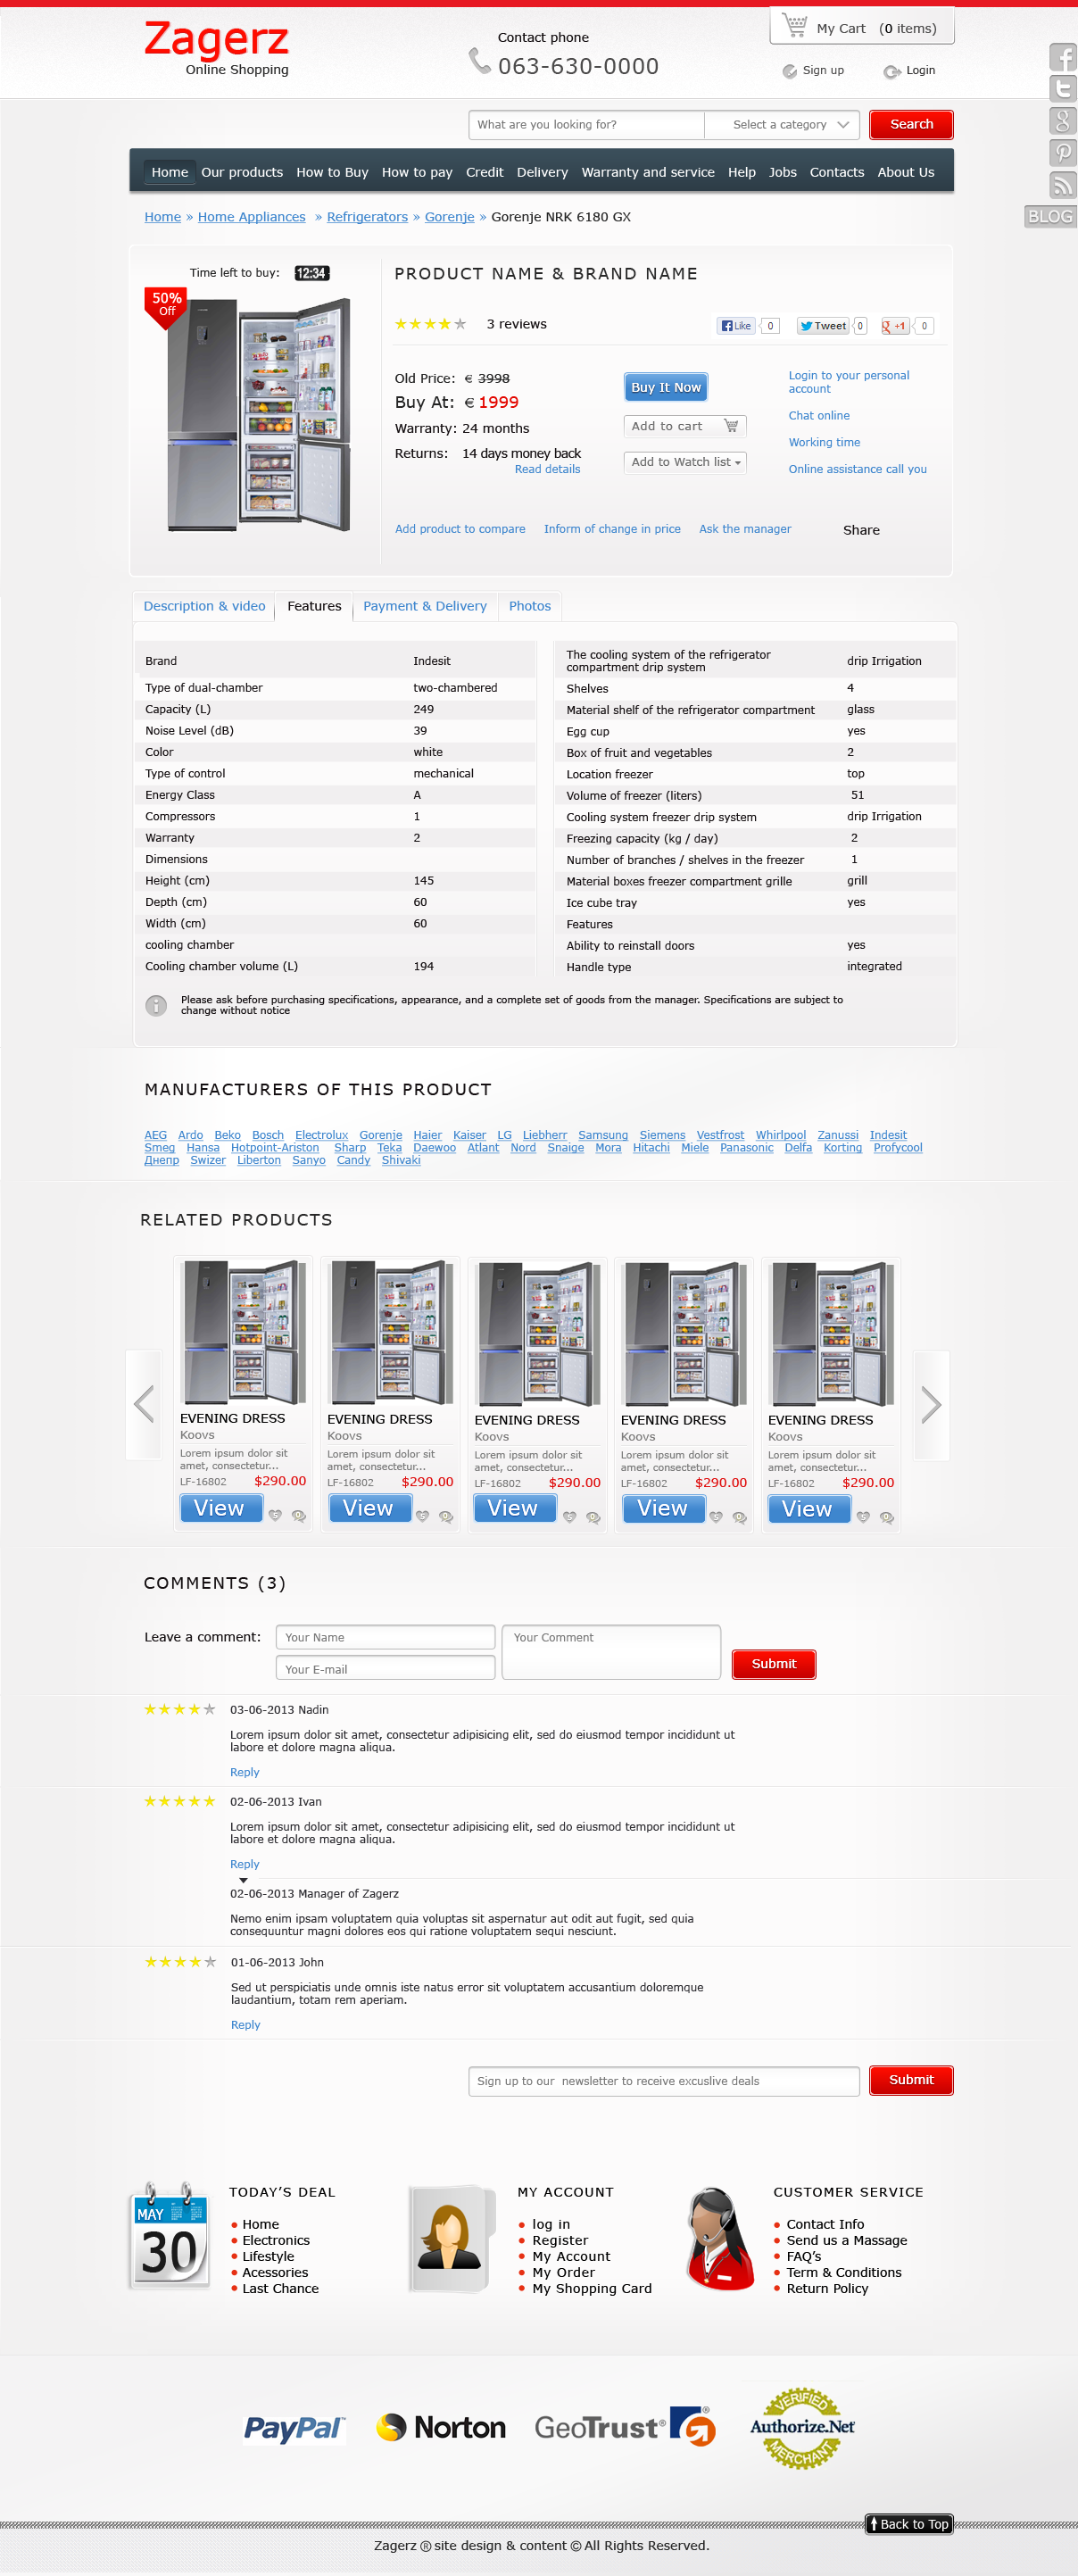 Zagerz
Online Shopping
Contact phone
063-630-0000
My Cart (0 items)
Sign up
Login
What are you looking for?
Select a category
Search
Home Our products How to Buy How to pay Credit Delivery Warranty and service Help Jobs Contacts About Us
BLOG
Home » Home Appliances » Refrigerators » Gorenje » Gorenje NRK 6180 GX
Time left to buy: 12:34
50%
Off
PRODUCT NAME & BRAND NAME
3 reviews
Like 0
Tweet 0
g +1 0
Old Price: € 3998
Buy At: € 1999
Warranty: 24 months
Returns: 14 days money back
Read details
Buy It Now
Add to cart
Add to Watch list
Login to your personal
account
Chat online
Working time
Online assistance call you
Add product to compare Inform of change in price Ask the manager Share
Description & video Features Payment & Delivery Photos
Brand Indesit
Type of dual-chamber two-chambered
Capacity (L) 249
Noise Level (dB) 39
Color white
Type of control mechanical
Energy Class A
Compressors 1
Warranty 2
Dimensions
Height (cm) 145
Depth (cm) 60
Width (cm) 60
cooling chamber
Cooling chamber volume (L) 194
The cooling system of the refrigerator
compartment drip system drip Irrigation
Shelves 4
Material shelf of the refrigerator compartment glass
Egg cup yes
Box of fruit and vegetables 2
Location freezer top
Volume of freezer (liters) 51
Cooling system freezer drip system drip Irrigation
Freezing capacity (kg / day) 2
Number of branches / shelves in the freezer 1
Material boxes freezer compartment grille grill
Ice cube tray yes
Features
Ability to reinstall doors yes
Handle type integrated
Please ask before purchasing specifications, appearance, and a complete set of goods from the manager. Specifications are subject to
change without notice
MANUFACTURERS OF THIS PRODUCT
AEG Ardo Beko Bosch Electrolux Gorenje Haier Kaiser LG Liebherr Samsung Siemens Vestfrost Whirlpool Zanussi Indesit
Smeg Hansa Hotpoint-Ariston Sharp Teka Daewoo Atlant Nord Snaige Mora Hitachi Miele Panasonic Delfa Korting Profycool
Днепр Swizer Liberton Sanyo Candy Shivaki
RELATED PRODUCTS
EVENING DRESS
Koovs
Lorem ipsum dolor sit
amet, consectetur...
LF-16802 $290.00
View
EVENING DRESS
Koovs
Lorem ipsum dolor sit
amet, consectetur...
LF-16802 $290.00
View
EVENING DRESS
Koovs
Lorem ipsum dolor sit
amet, consectetur...
LF-16802 $290.00
View
EVENING DRESS
Koovs
Lorem ipsum dolor sit
amet, consectetur...
LF-16802 $290.00
View
EVENING DRESS
Koovs
Lorem ipsum dolor sit
amet, consectetur...
LF-16802 $290.00
View
COMMENTS (3)
Leave a comment:
Your Name
Your E-mail
Your Comment
Submit
03-06-2013 Nadin
Lorem ipsum dolor sit amet, consectetur adipisicing elit, sed do eiusmod tempor incididunt ut
labore et dolore magna aliqua.
Reply
02-06-2013 Ivan
Lorem ipsum dolor sit amet, consectetur adipisicing elit, sed do eiusmod tempor incididunt ut
labore et dolore magna aliqua.
Reply
02-06-2013 Manager of Zagerz
Nemo enim ipsam voluptatem quia voluptas sit aspernatur aut odit aut fugit, sed quia
consequuntur magni dolores eos qui ratione voluptatem sequi nesciunt.
01-06-2013 John
Sed ut perspiciatis unde omnis iste natus error sit voluptatem accusantium doloremque
laudantium, totam rem aperiam.
Reply
Sign up to our newsletter to receive excuslive deals
Submit
MAY
30
TODAY'S DEAL
Home
Electronics
Lifestyle
Acessories
Last Chance
MY ACCOUNT
log in
Register
My Account
My Order
My Shopping Card
CUSTOMER SERVICE
Contact Info
Send us a Massage
FAQ's
Term & Conditions
Return Policy
PayPal
Norton
GeoTrust®
VERIFIED
Authorize.Net
MERCHANT
Back to Top
Zagerz ® site design & content © All Rights Reserved.